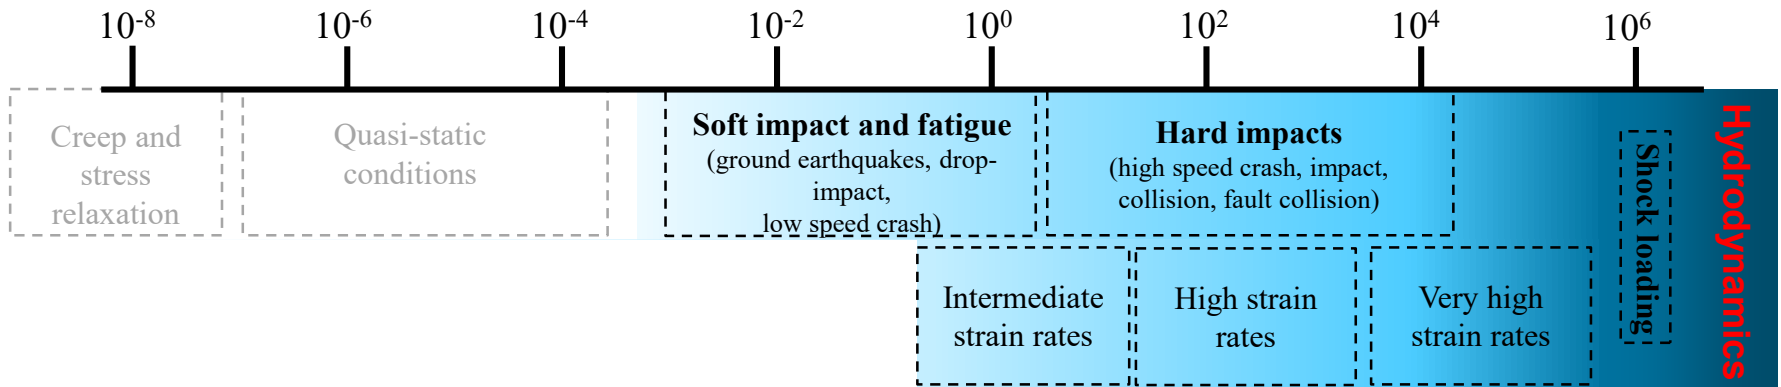 10-8 10-6 10-4 10-2 100 102 104 106
Creep and
stress
relaxation
Quasi-static
conditions
Soft impact and fatigue
(ground earthquakes, drop-
impact,
low speed crash)
Hard impacts
(high speed crash, impact,
collision, fault collision)
Shock loading
Hydrodynamics
Intermediate
strain rates
High strain
rates
Very high
strain rates